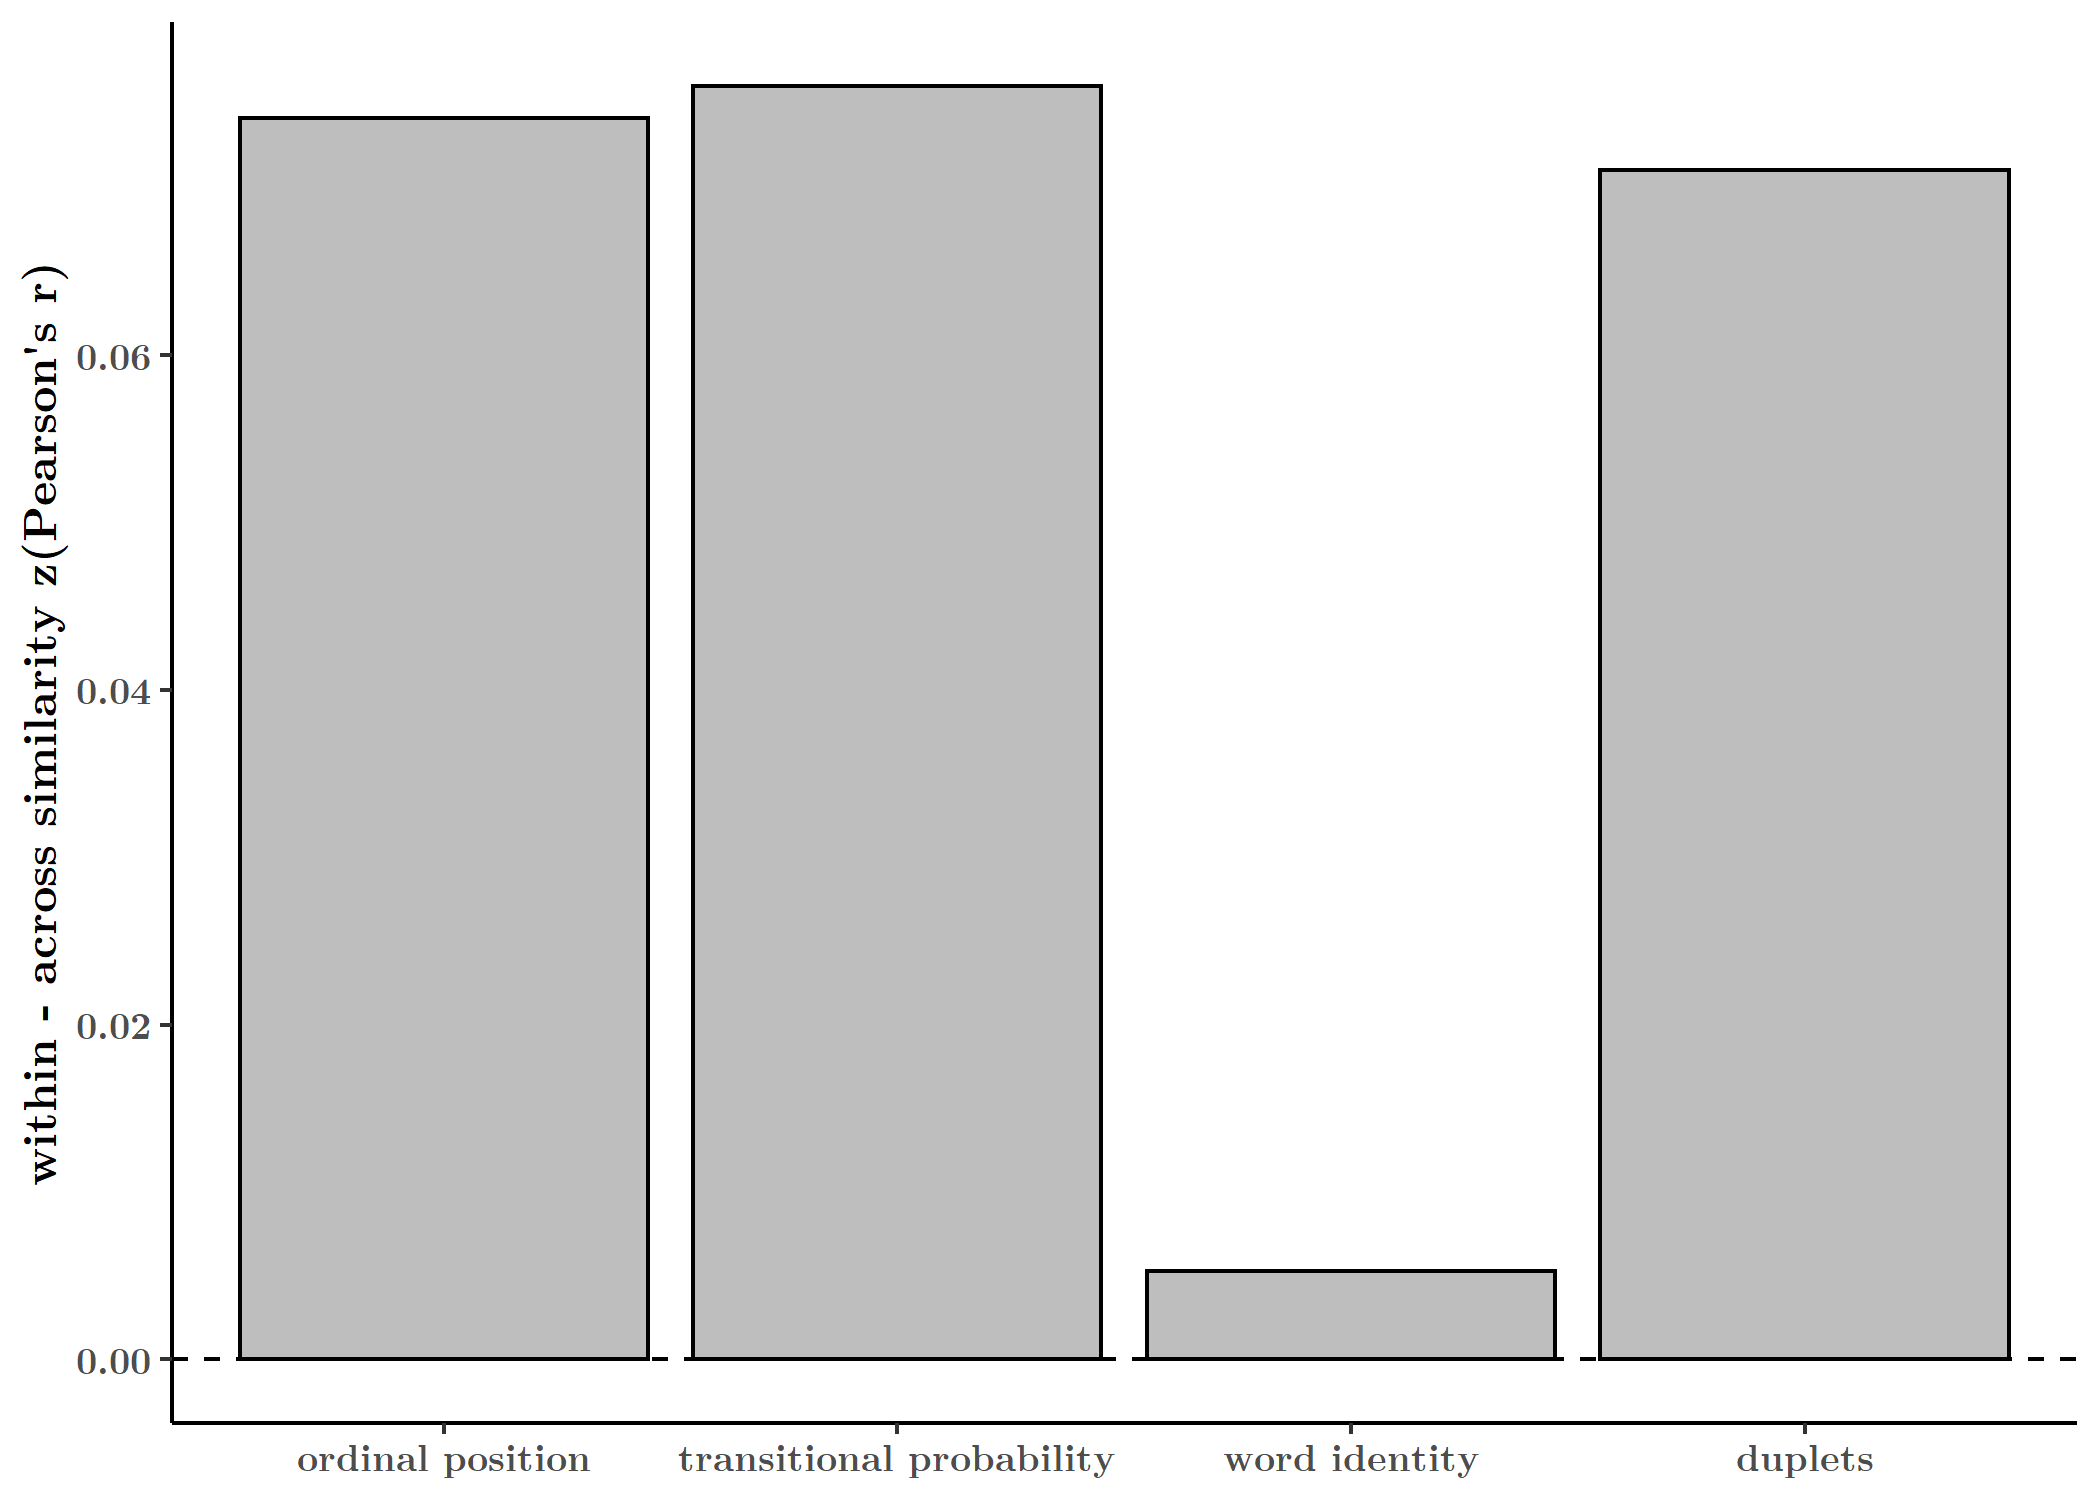 within - across similarity z(Pearson's r)
0.06
0.04
0.02
0.00
ordinal position
transitional probability
word identity
duplets